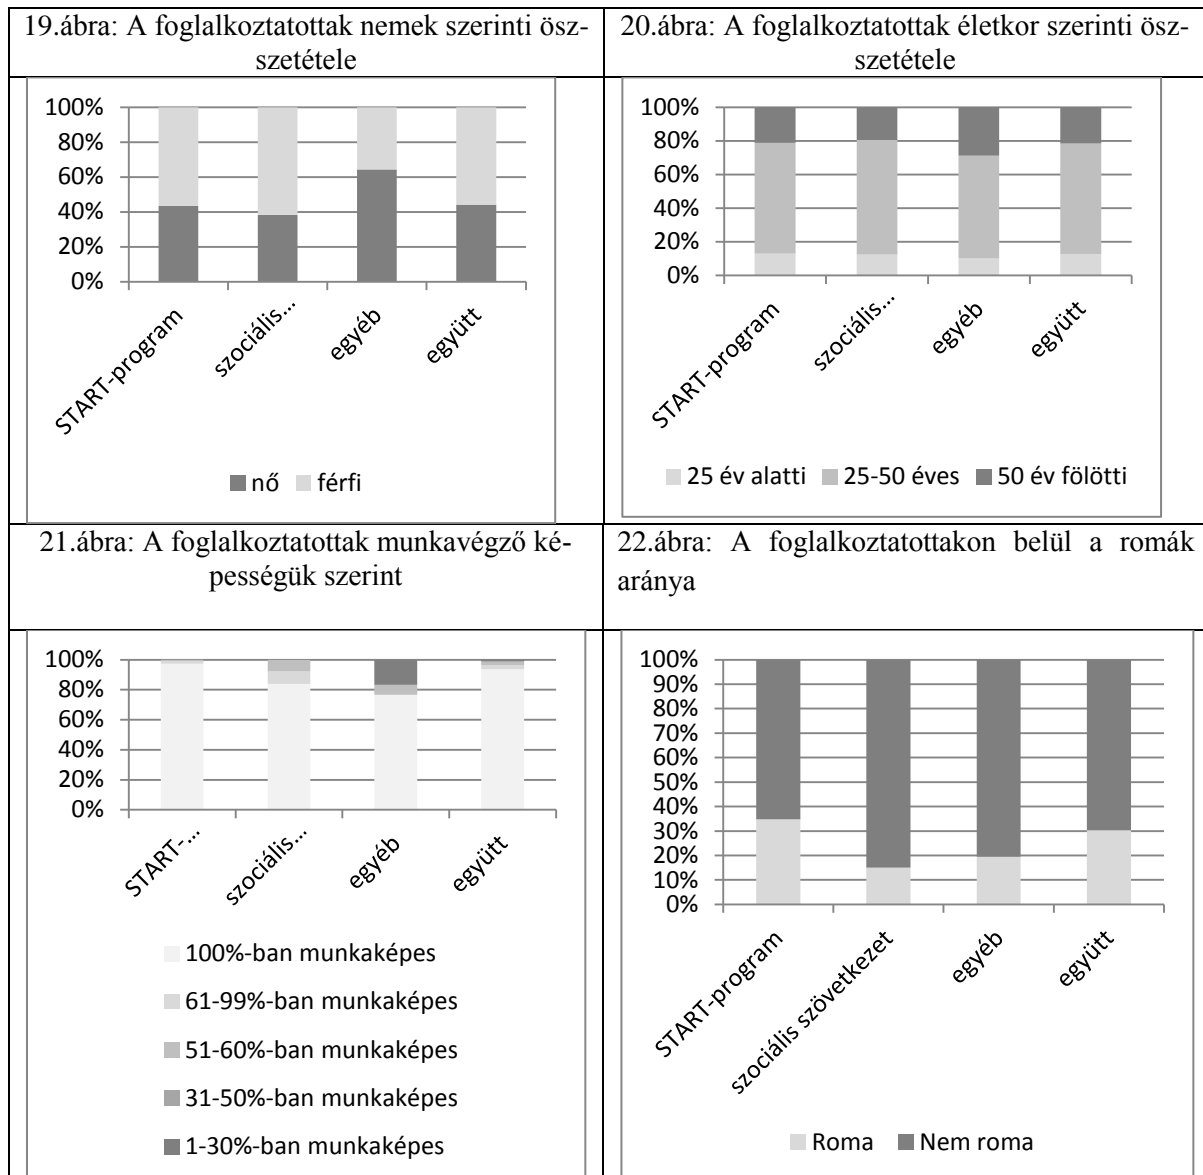 19.ábra: A foglalkoztatottak nemek szerinti ösz-
szetétele
100%
80%
60%
40%
20%
0%
START-program
szociális...
egyéb
együtt
nő férfi
20.ábra: A foglalkoztatottak életkor szerinti ösz-
szetétele
100%
80%
60%
40%
20%
0%
START-program
szociális...
egyéb
együtt
25 év alatti 25-50 éves 50 év fölötti
21.ábra: A foglalkoztatottak munkavégző ké-
pességük szerint
100%
80%
60%
40%
20%
0%
START-...
szociális...
egyéb
együtt
100%-ban munkaképes
61-99%-ban munkaképes
51-60%-ban munkaképes
31-50%-ban munkaképes
1-30%-ban munkaképes
22.ábra: A foglalkoztatottakon belül a romák
aránya
100%
90%
80%
70%
60%
50%
40%
30%
20%
10%
0%
START-program
szociális szövetkezet
egyéb
együtt
Roma Nem roma